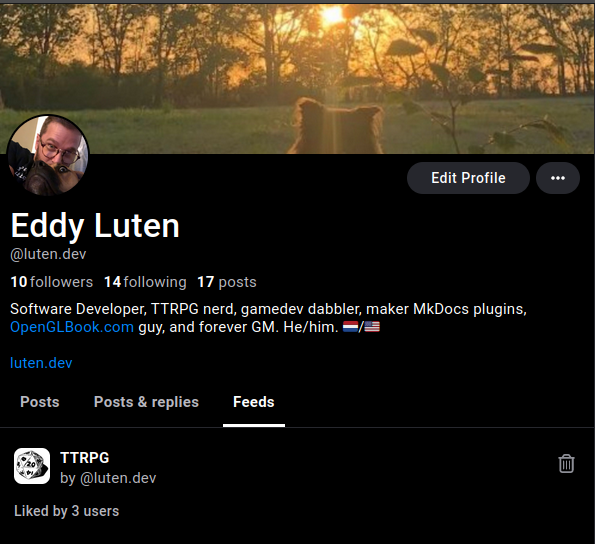 Edit Profile
Eddy Luten
@luten.dev
10 followers 14 following 17 posts
Software Developer, TTRPG nerd, gamedev dabbler, maker MkDocs plugins,
OpenGLBook.com guy, and forever GM. He/him. 🇳🇱/🇺🇸
luten.dev
Posts Posts & replies Feeds
TTRPG
by @luten.dev
Liked by 3 users